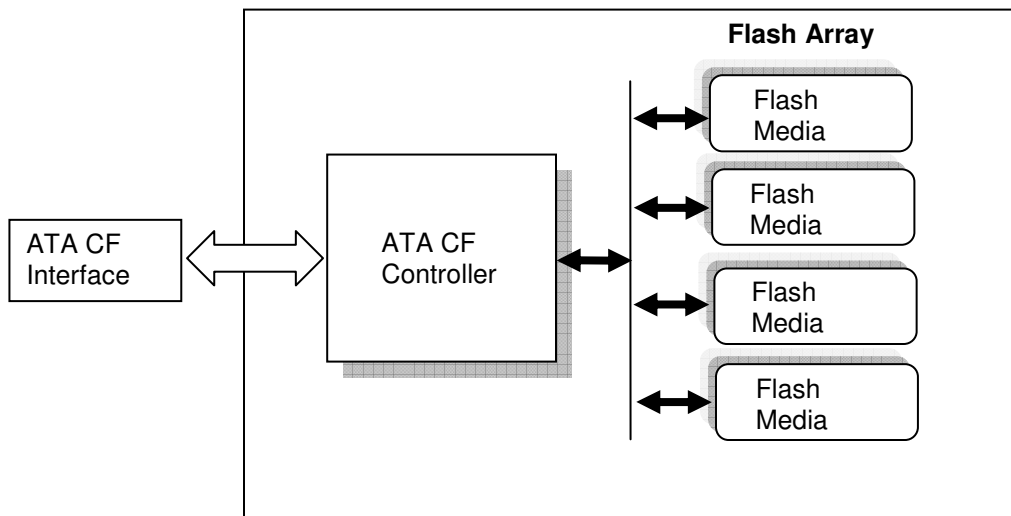 Flash Array
Flash
Media
Flash
Media
Flash
Media
Flash
Media
ATA CF
Interface
ATA CF
Controller